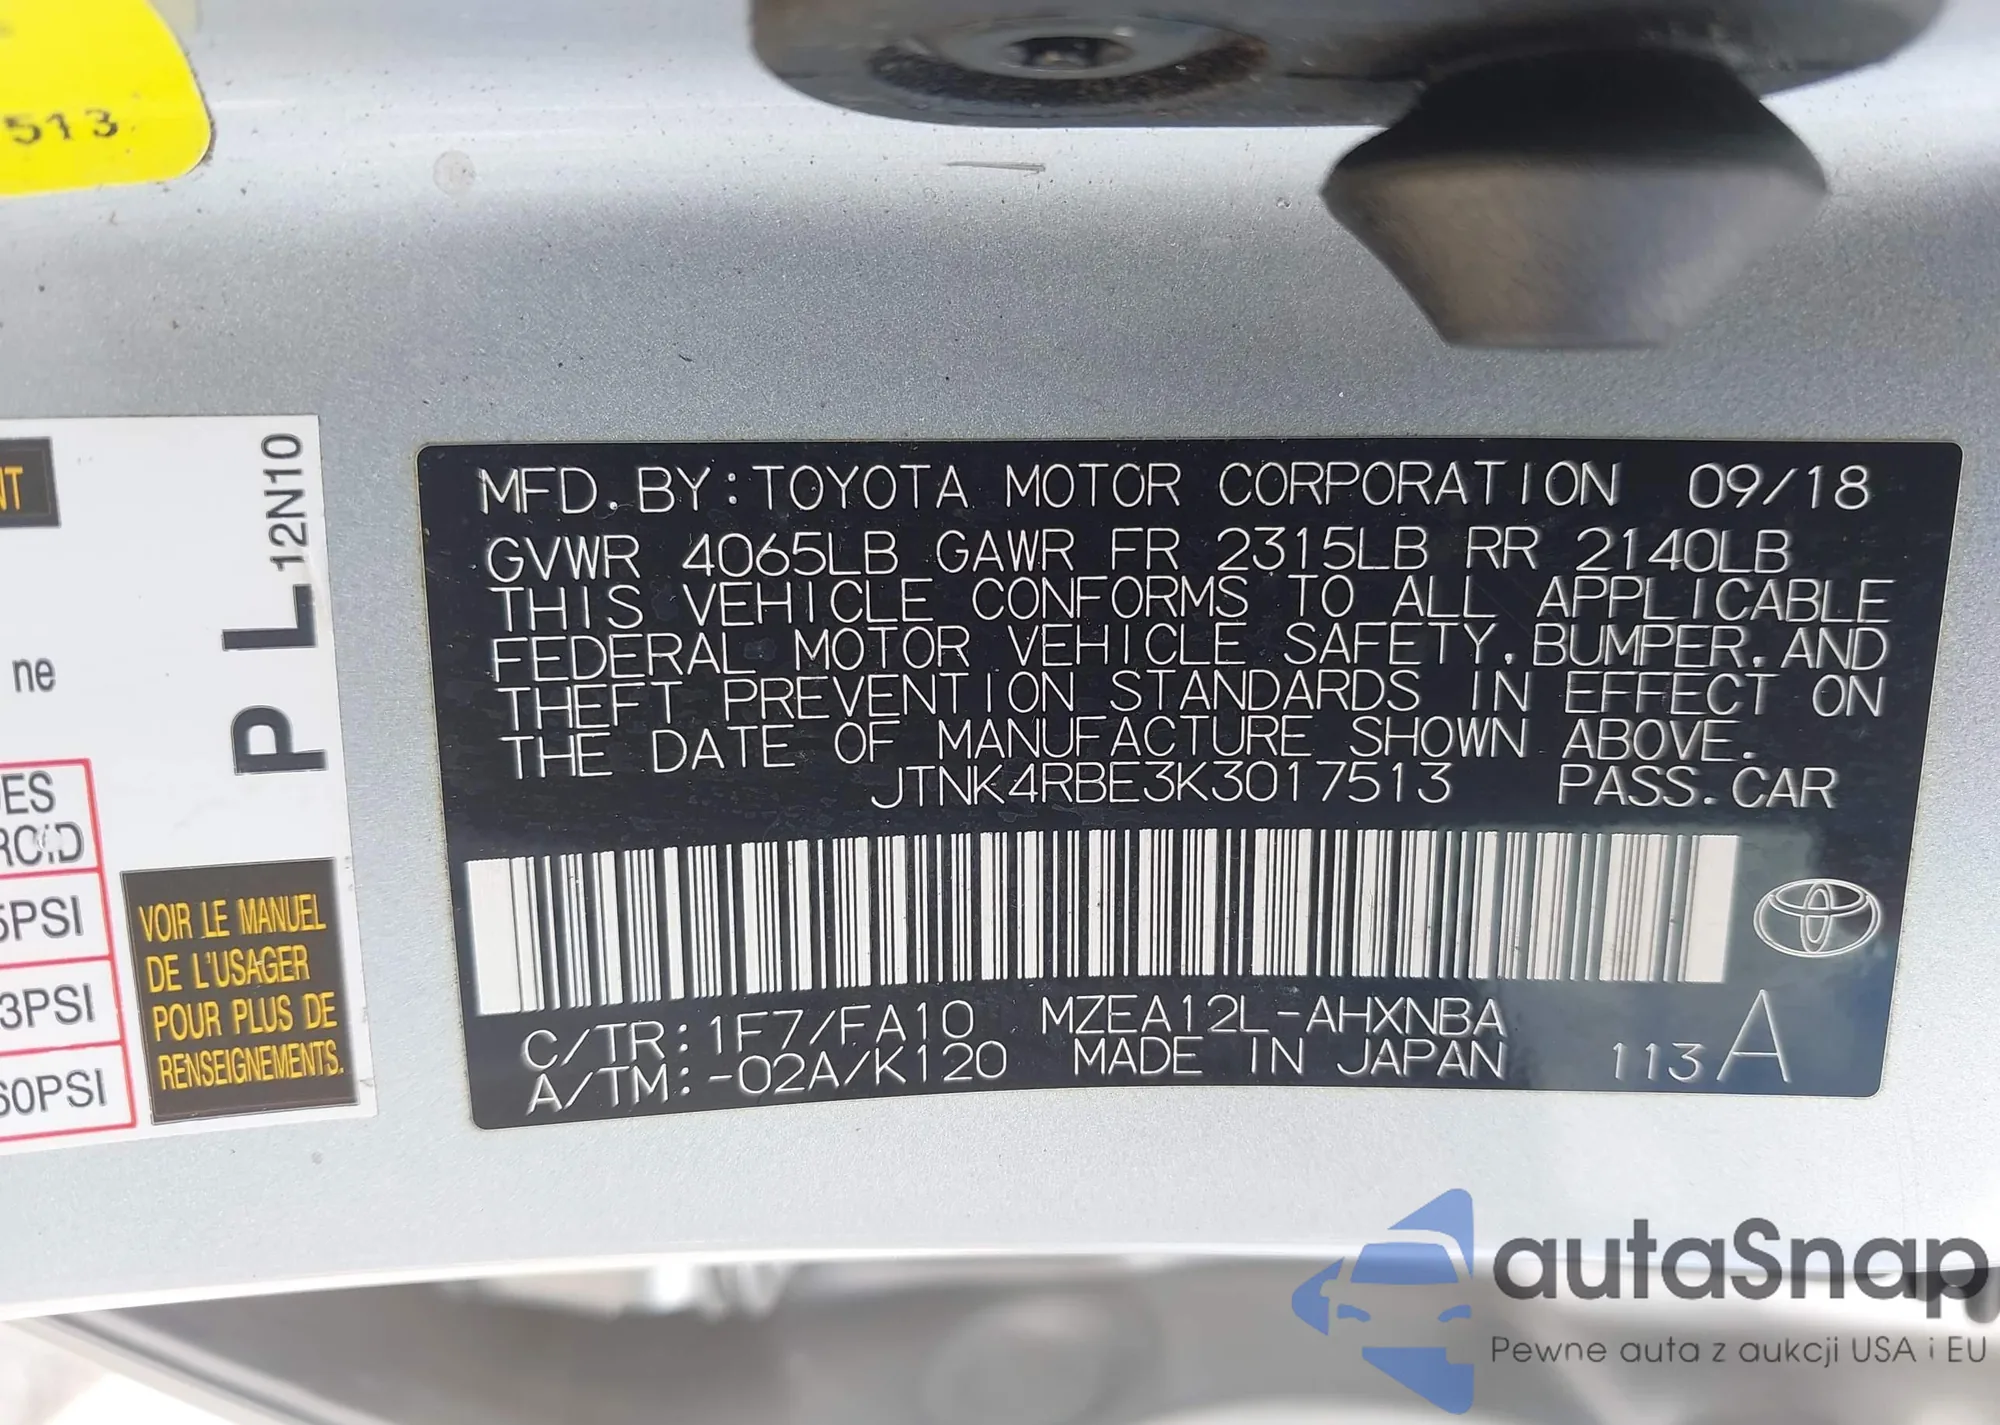 513
NT
12N10
P L
ne
ES
5PSI
3PSI
60PSI
VOIR LE MANUEL
DE L'USAGER
POUR PLUS DE
RENSEIGNEMENTS.
MFD. BY: TOYOTA MOTOR CORPORATION 09/18
GVWR 4065LB GAWR FR 2315LB RR 2140LB
THIS VEHICLE CONFORMS TO ALL APPLICABLE
FEDERAL MOTOR VEHICLE SAFETY, BUMPER, AND
THEFT PREVENTION STANDARDS IN EFFECT ON
THE DATE OF MANUFACTURE SHOWN ABOVE.
JTNK4RBE3K3017513 PASS. CAR
C/TR: 1F7/FA10 MZEA12L-AHXNBA
A/TM: -02A/K120 MADE IN JAPAN 113 A
autaSnap
Pewne auta z aukcji USA i EU